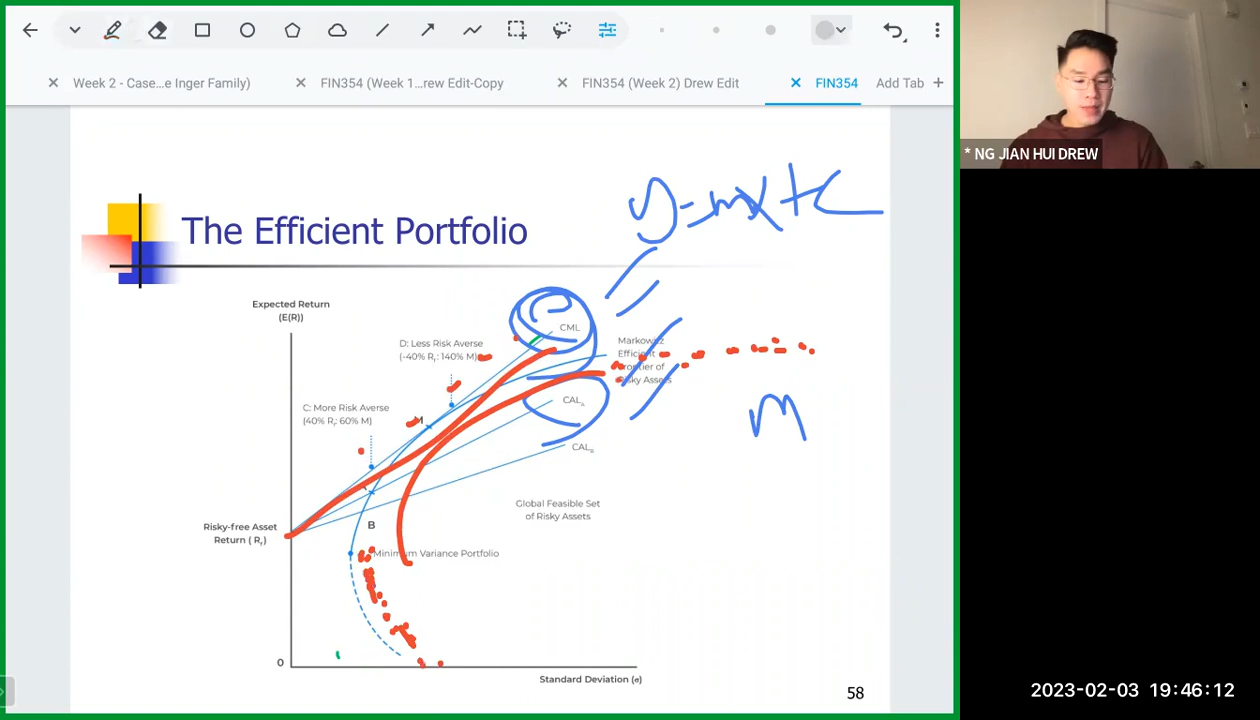 Week 2 - Case...e Inger Family)
FIN354 (Week 1...rew Edit-Copy
FIN354 (Week 2) Drew Edit
FIN354
Add Tab
* NG JIAN HUI DREW
y=mx+c
The Efficient Portfolio
Expected Return
(E(R))
D: Less Risk Averse
(-40% Rf: 140% M)
CML
Markowitz
Efficient
Frontier of
Risky Assets
C: More Risk Averse
(40% Rf: 60% M)
M
CALA
m
CALB
Global Feasible Set
of Risky Assets
B
Risky-free Asset
Return ( Rf)
Minimum Variance Portfolio
0
Standard Deviation (σ)
58
2023-02-03 19:46:12